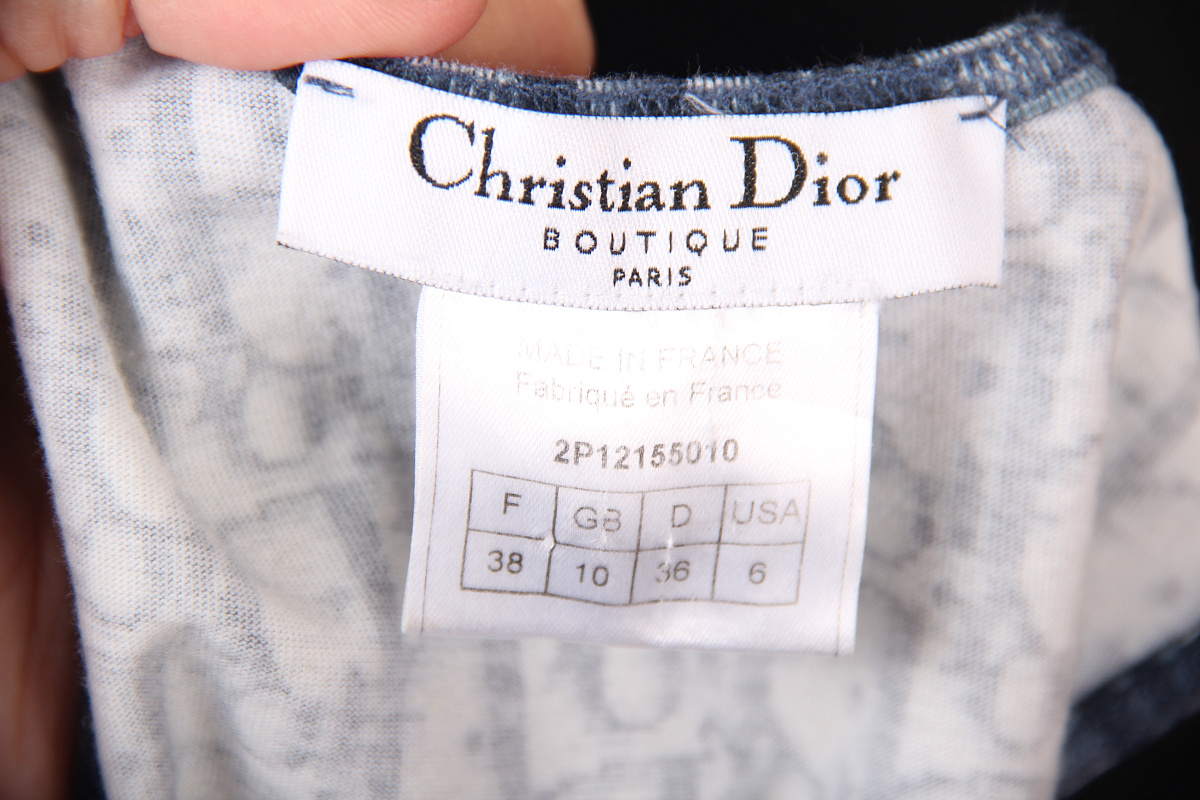 Christian Dior
BOUTIQUE
PARIS
MADE IN FRANCE
Fabriqué en France
2P12155010
F GB D USA
38 10 36 6